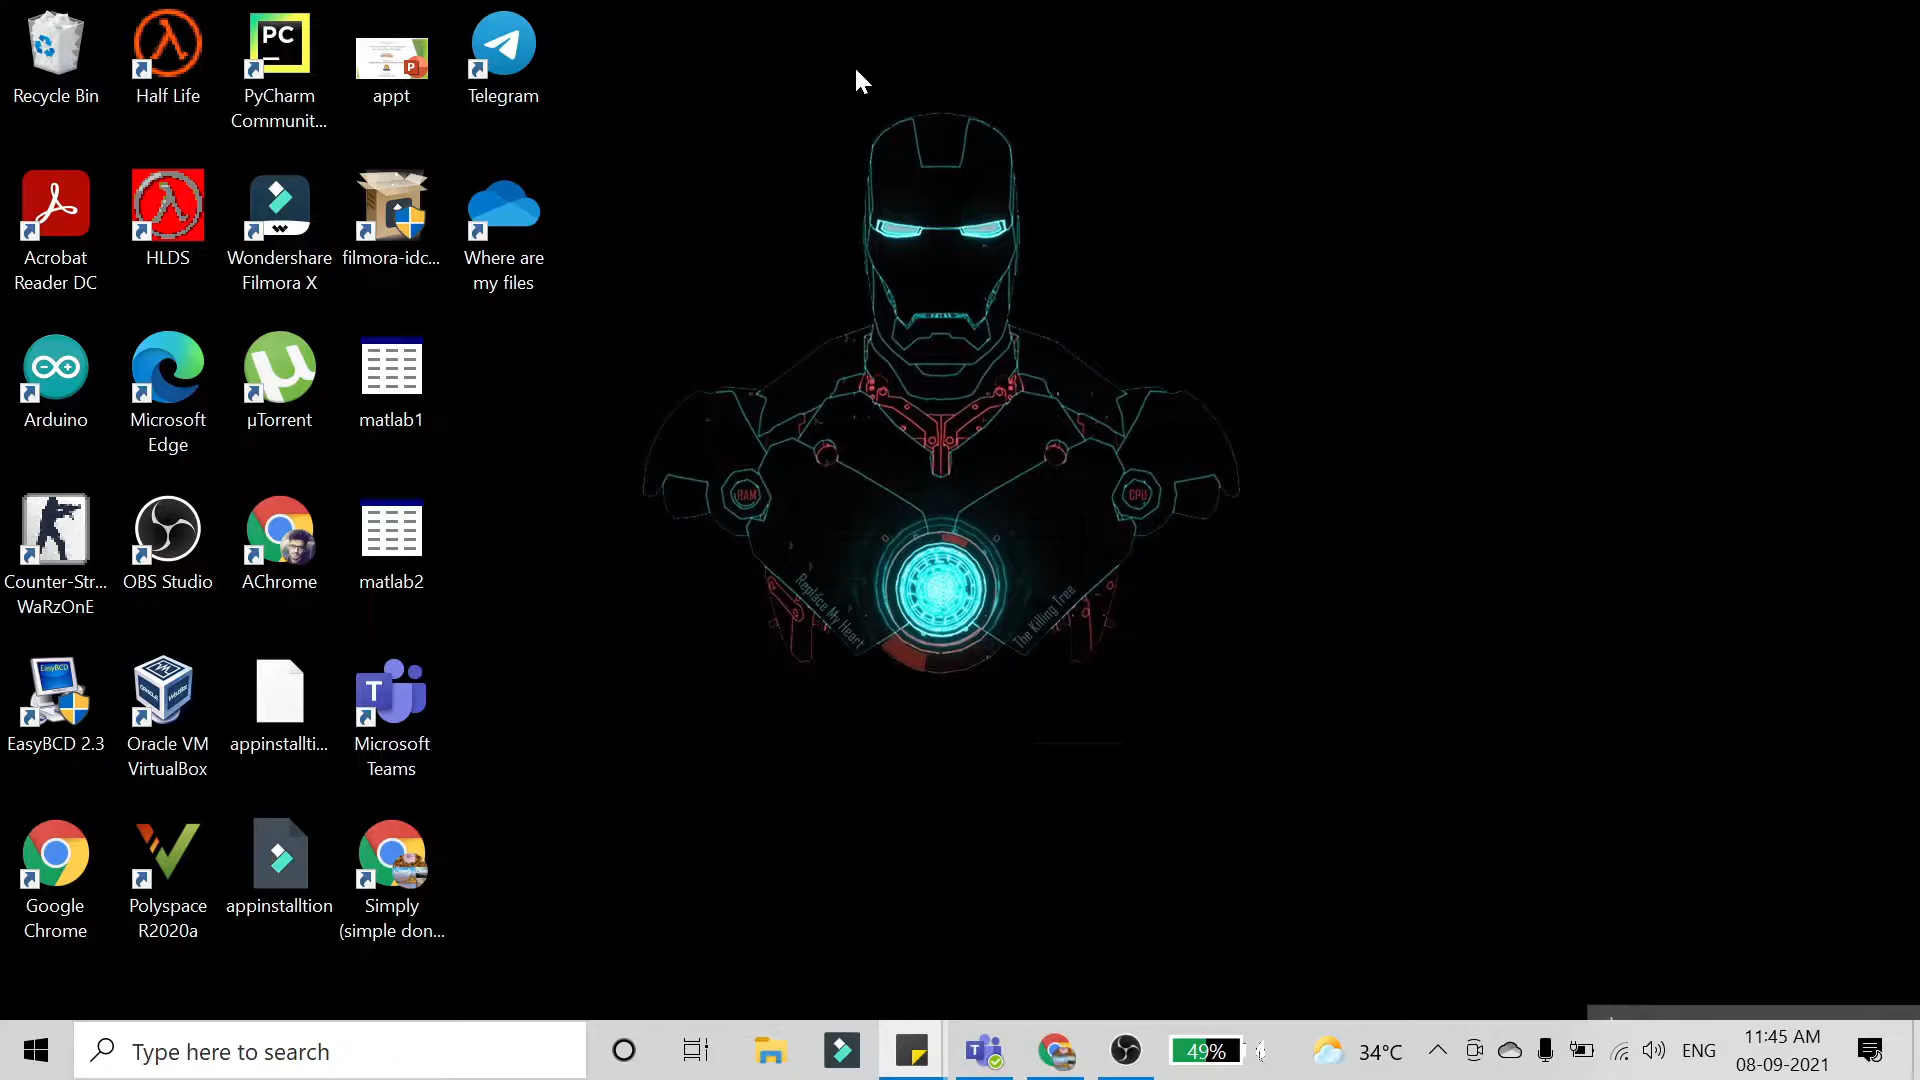 Recycle Bin
Half Life
PC
PyCharm
Communit...
appt
Telegram
Acrobat
Reader DC
HLDS
Wondershare
Filmora X
filmora-idc...
Where are
my files
Arduino
Microsoft
Edge
µTorrent
matlab1
Counter-Str...
WaRzOnE
OBS Studio
AChrome
matlab2
EasyBCD
EasyBCD 2.3
Oracle VM
VirtualBox
appinstallti...
Microsoft
Teams
Google
Chrome
Polyspace
R2020a
appinstalltion
Simply
(simple don...
RAM
CPU
Replace My Heart
The Killing Tree
Type here to search
49%
34°C
ENG
11:45 AM
08-09-2021